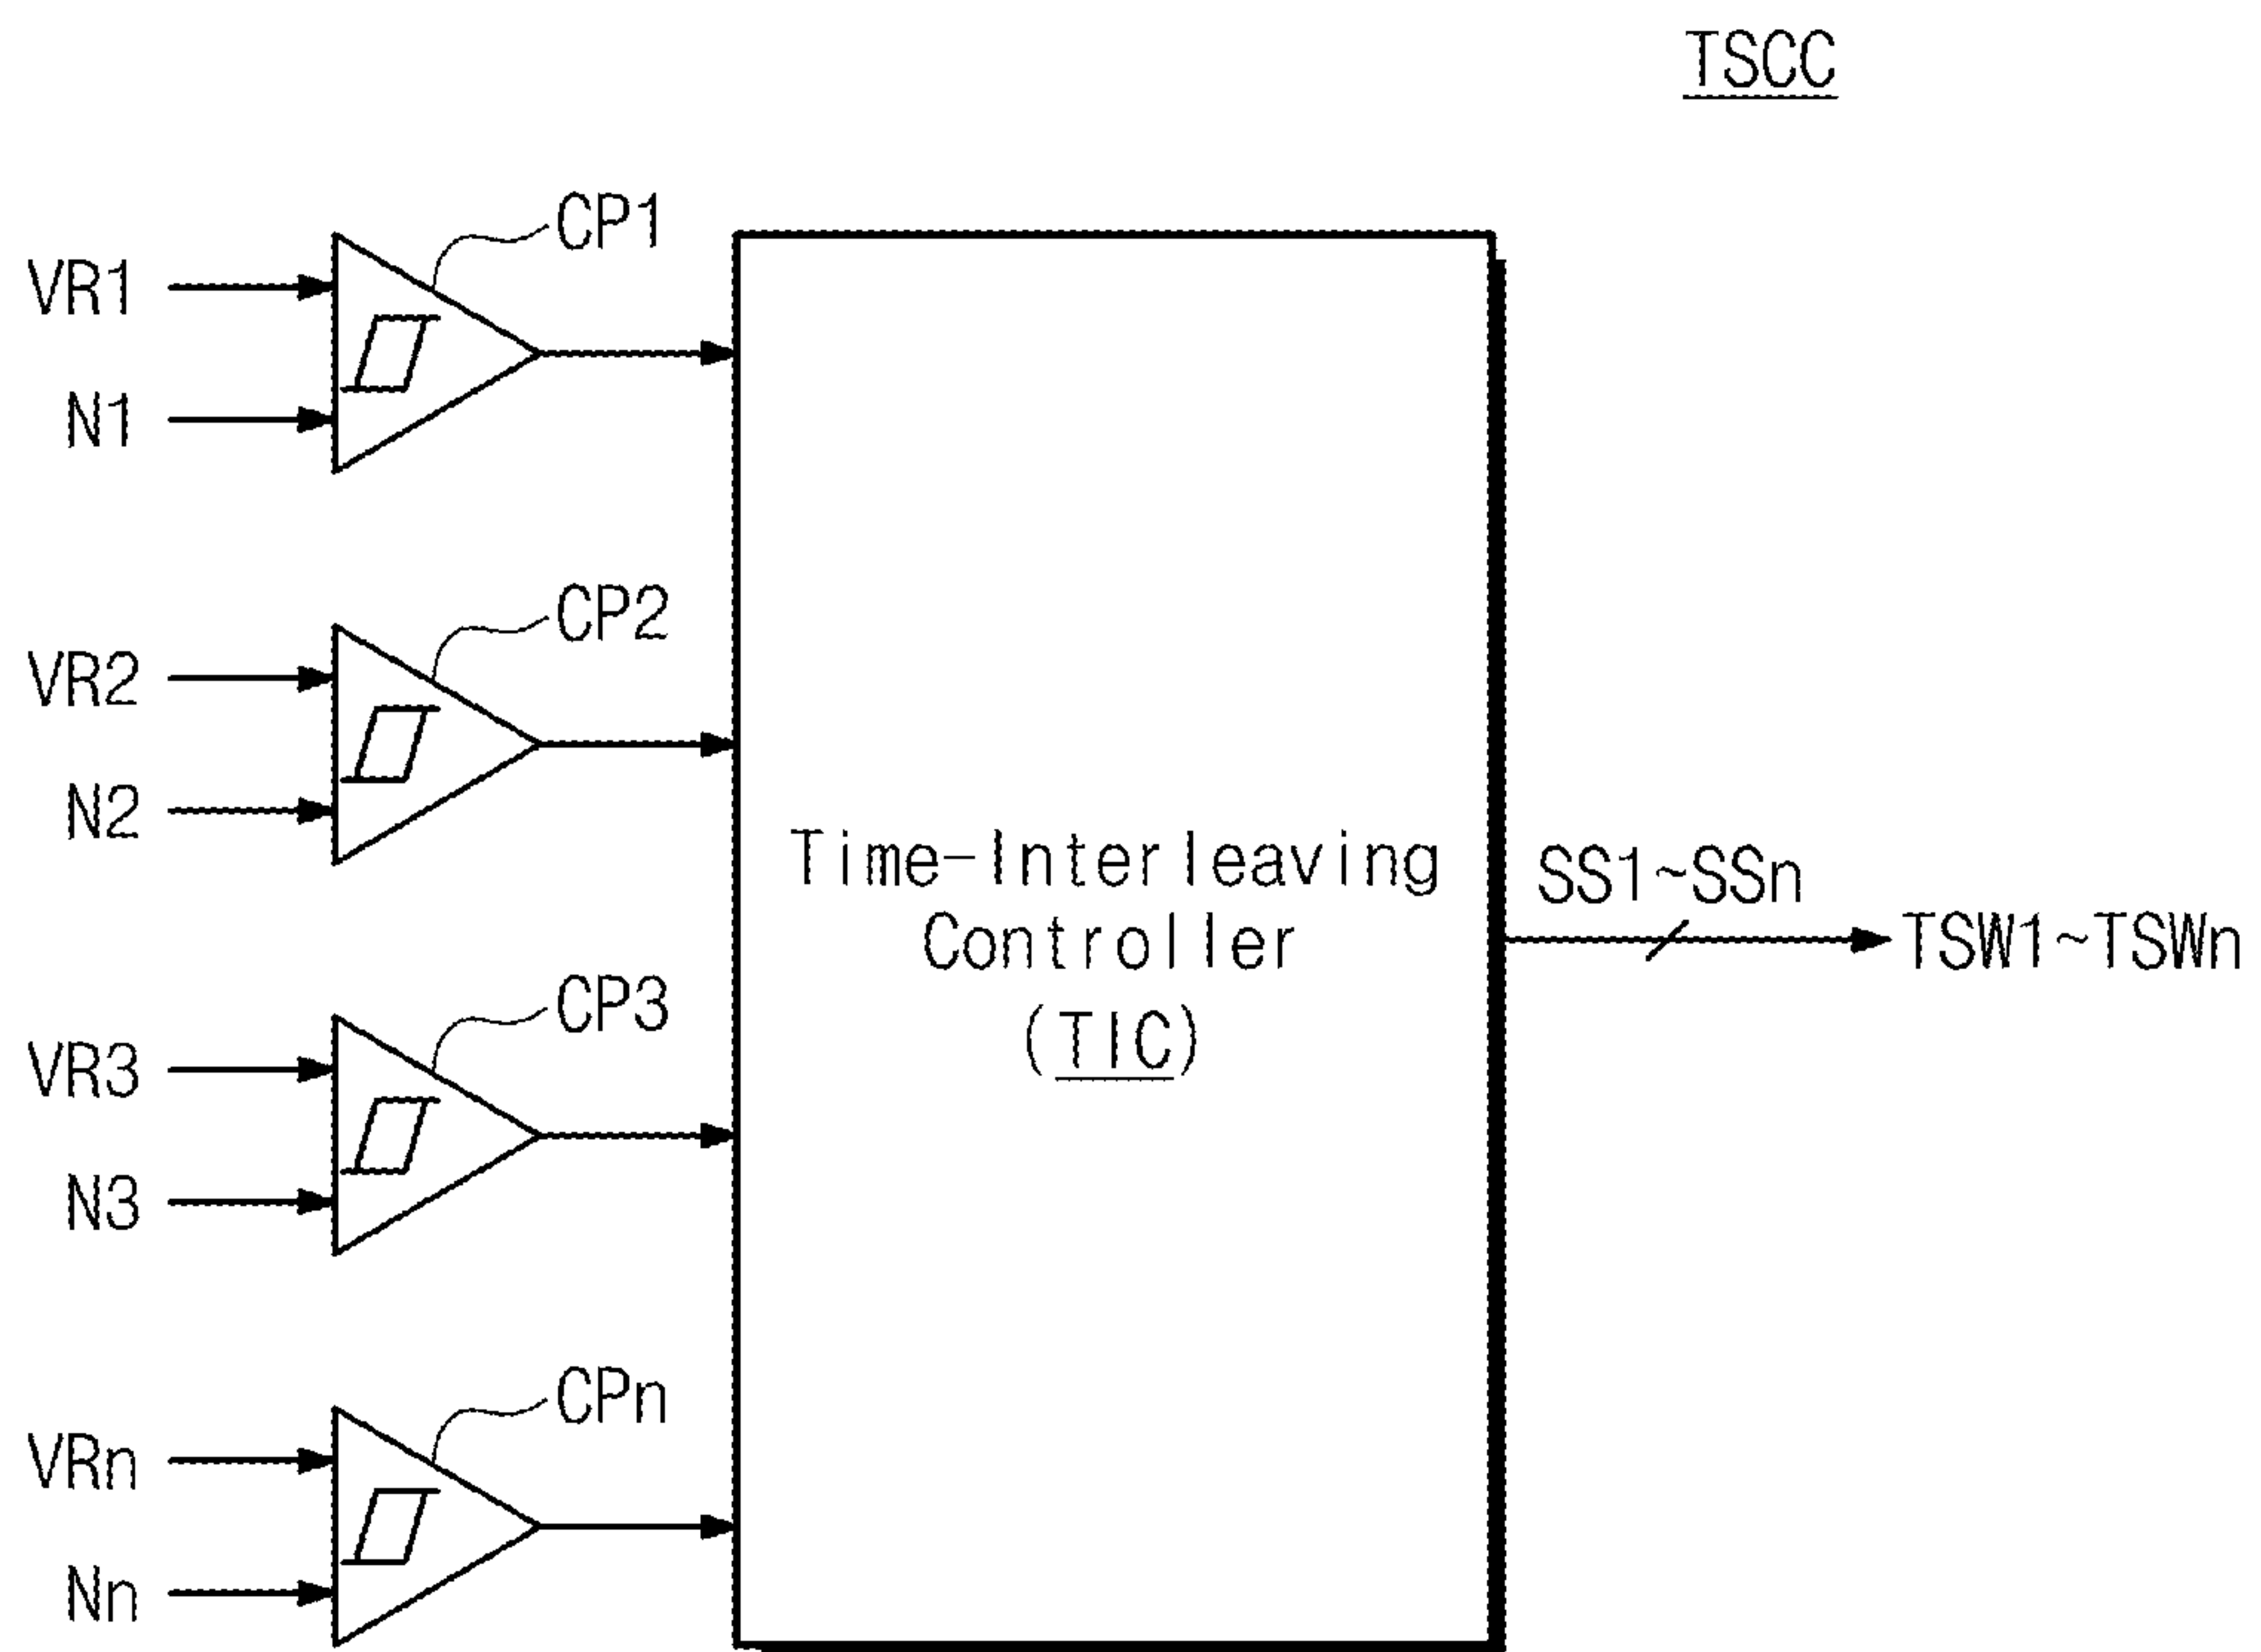 TSCC
CP1
VR1
N1
CP2
VR2
N2
Time-Interleaving
Controller
(TIC)
SS1~SSn
TSW1~TSWn
CP3
VR3
N3
CPn
VRn
Nn